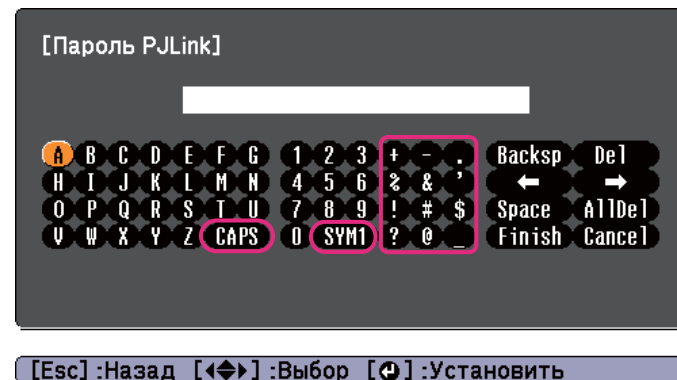 [Пароль PJLink]
A B C D E F G 1 2 3 + - . Backsp Del
H I J K L M N 4 5 6 % & ’ ← →
O P Q R S T U 7 8 9 ! # $ Space AllDel
V W X Y Z CAPS 0 SYM1 ? @ _ Finish Cancel
[Esc] :Назад [◀◆▶] :Выбор [⏎] :Установить